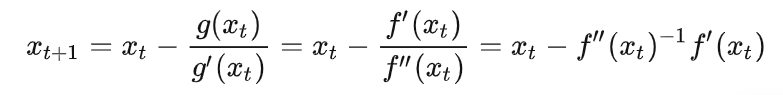 x_{t+1} = x_t - \frac{g(x_t)}{g'(x_t)} = x_t - \frac{f'(x_t)}{f''(x_t)} = x_t - f''(x_t)^{-1} f'(x_t)